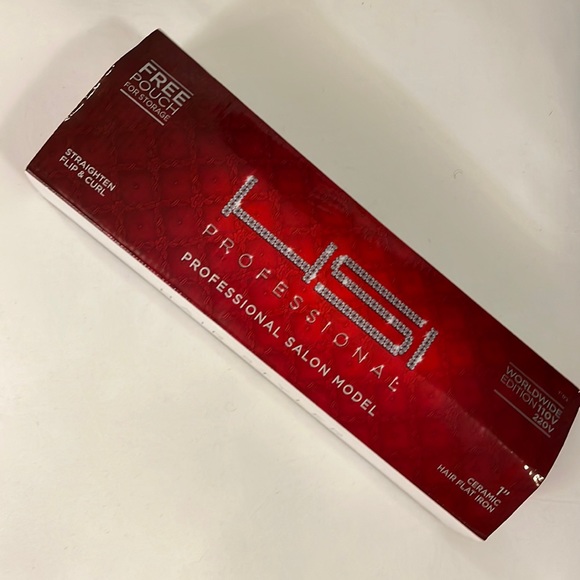 FREE
POUCH
FOR STORAGE
STRAIGHTEN
FLIP & CURL
HSI
PROFESSIONAL
PROFESSIONAL SALON MODEL
WORLDWIDE
EDITION 110V
220V
1"
CERAMIC
HAIR FLAT IRON